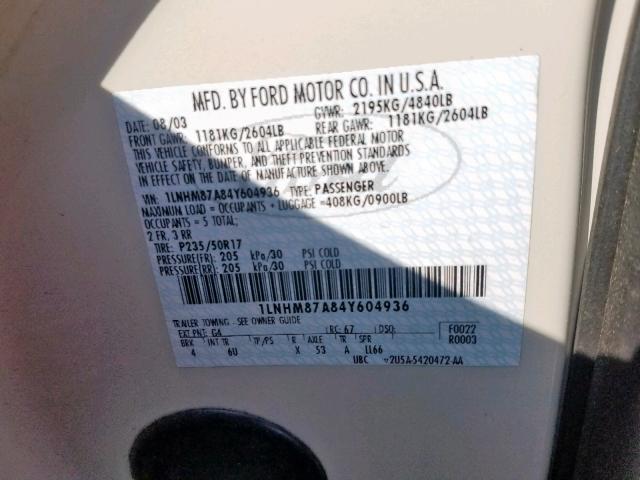 MFD. BY FORD MOTOR CO. IN U.S.A.
DATE: 08/03 GVWR: 2195KG/4840LB
FRONT GAWR: 1181KG/2604LB REAR GAWR: 1181KG/2604LB
THIS VEHICLE CONFORMS TO ALL APPLICABLE FEDERAL MOTOR
VEHICLE SAFETY, BUMPER, AND THEFT PREVENTION STANDARDS
IN EFFECT ON THE DATE OF MANUFACTURE SHOWN ABOVE.
VIN: 1LNHM87A84Y604936 TYPE: PASSENGER
MAXIMUM LOAD = OCCUPANTS + LUGGAGE =408KG/0900LB
OCCUPANTS = 5 TOTAL;
2 FR, 3 RR
TIRE: P235/50R17
PRESSURE(FR): 205 kPa/30 PSI COLD
PRESSURE(RR): 205 kPa/30 PSI COLD
1LNHM87A84Y604936
TRAILER TOWING - SEE OWNER GUIDE
EXT PNT: G4 RC: 67 DSO: F0022
BRK INT TR TP/PS R AXLE TR SPR R0003
4 6U X 53 A LL66
UBC 2U5A-5420472-AA